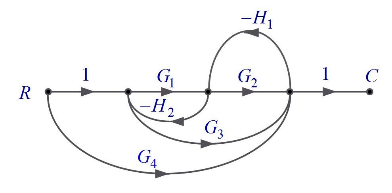 −H₁
R 1 G₁ G₂ 1 C
−H₂
G₃
G₄